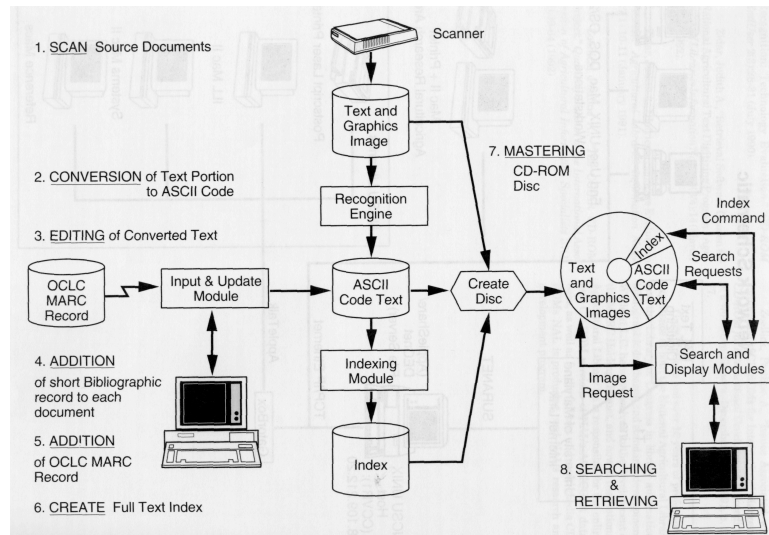 1. SCAN Source Documents
Scanner
Text and
Graphics
Image
2. CONVERSION of Text Portion
to ASCII Code
Recognition
Engine
7. MASTERING
CD-ROM
Disc
3. EDITING of Converted Text
OCLC
MARC
Record
Input & Update
Module
ASCII
Code Text
Create
Disc
Text
and
Graphics
Images
Index
ASCII
Code
Text
Index
Command
Search
Requests
Image
Request
Search and
Display Modules
4. ADDITION
of short Bibliographic
record to each
document
Indexing
Module
5. ADDITION
of OCLC MARC
Record
Index
6. CREATE Full Text Index
8. SEARCHING
&
RETRIEVING